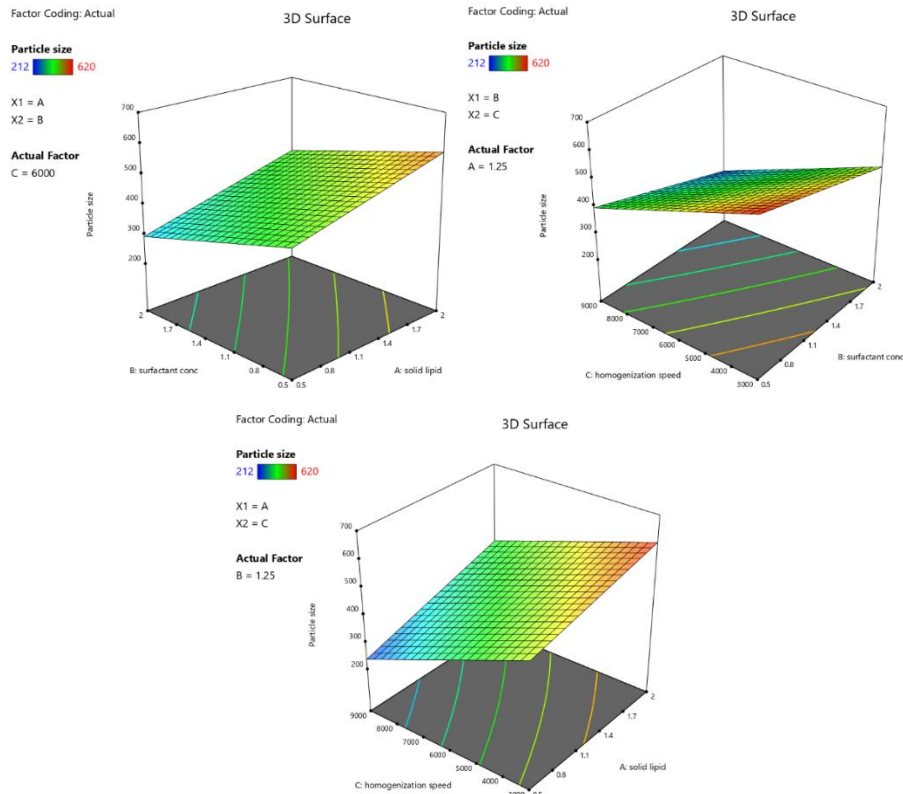 Factor Coding: Actual
3D Surface
Particle size
212 620
X1 = A
X2 = B
Actual Factor
C = 6000
700
600
500
400
300
200
Particle size
2
1.7
1.4
1.1
0.8
0.5
B: surfactant conc
0.5
0.8
1.1
1.4
1.7
2
A: solid lipid
Factor Coding: Actual
3D Surface
Particle size
212 620
X1 = B
X2 = C
Actual Factor
A = 1.25
700
600
500
400
300
200
Particle size
9000
8000
7000
6000
5000
4000
3000
C: homogenization speed
0.5
0.8
1.1
1.4
1.7
2
B: surfactant conc
Factor Coding: Actual
3D Surface
Particle size
212 620
X1 = A
X2 = C
Actual Factor
B = 1.25
700
600
500
400
300
200
Particle size
9000
8000
7000
6000
5000
4000
3000
C: homogenization speed
0.5
0.8
1.1
1.4
1.7
2
A: solid lipid